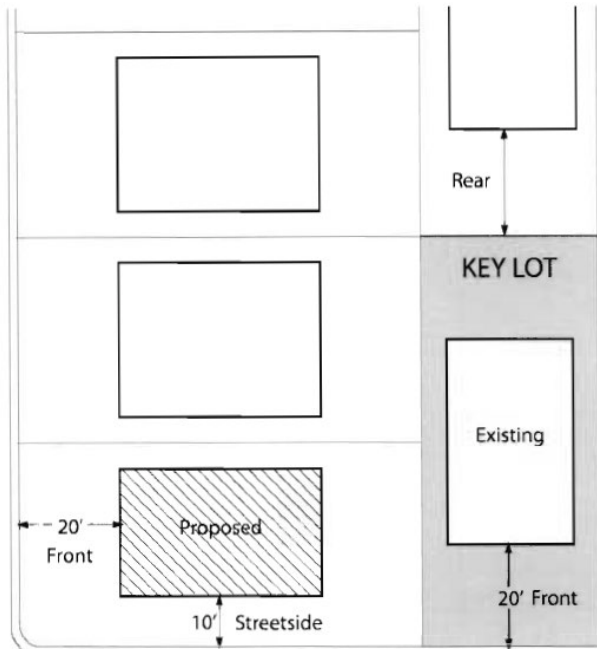 Rear
KEY LOT
Existing
Proposed
20'
Front
10' Streetside
20' Front